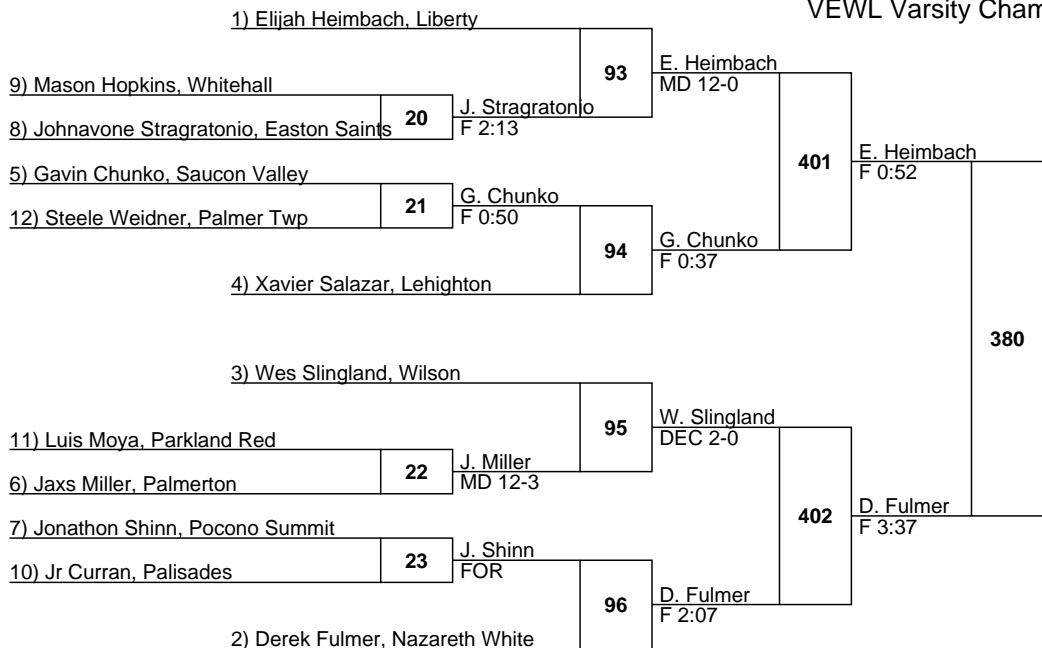 VEWL Varsity Cham
1) Elijah Heimbach, Liberty
93
E. Heimbach
MD 12-0
9) Mason Hopkins, Whitehall
20
J. Stragratonio
F 2:13
8) Johnavone Stragratonio, Easton Saints
401
E. Heimbach
F 0:52
5) Gavin Chunko, Saucon Valley
21
G. Chunko
F 0:50
12) Steele Weidner, Palmer Twp
94
G. Chunko
F 0:37
4) Xavier Salazar, Lehighton
380
3) Wes Slingland, Wilson
95
W. Slingland
DEC 2-0
11) Luis Moya, Parkland Red
22
J. Miller
MD 12-3
6) Jaxs Miller, Palmerton
402
D. Fulmer
F 3:37
7) Jonathon Shinn, Pocono Summit
23
J. Shinn
FOR
10) Jr Curran, Palisades
96
D. Fulmer
F 2:07
2) Derek Fulmer, Nazareth White